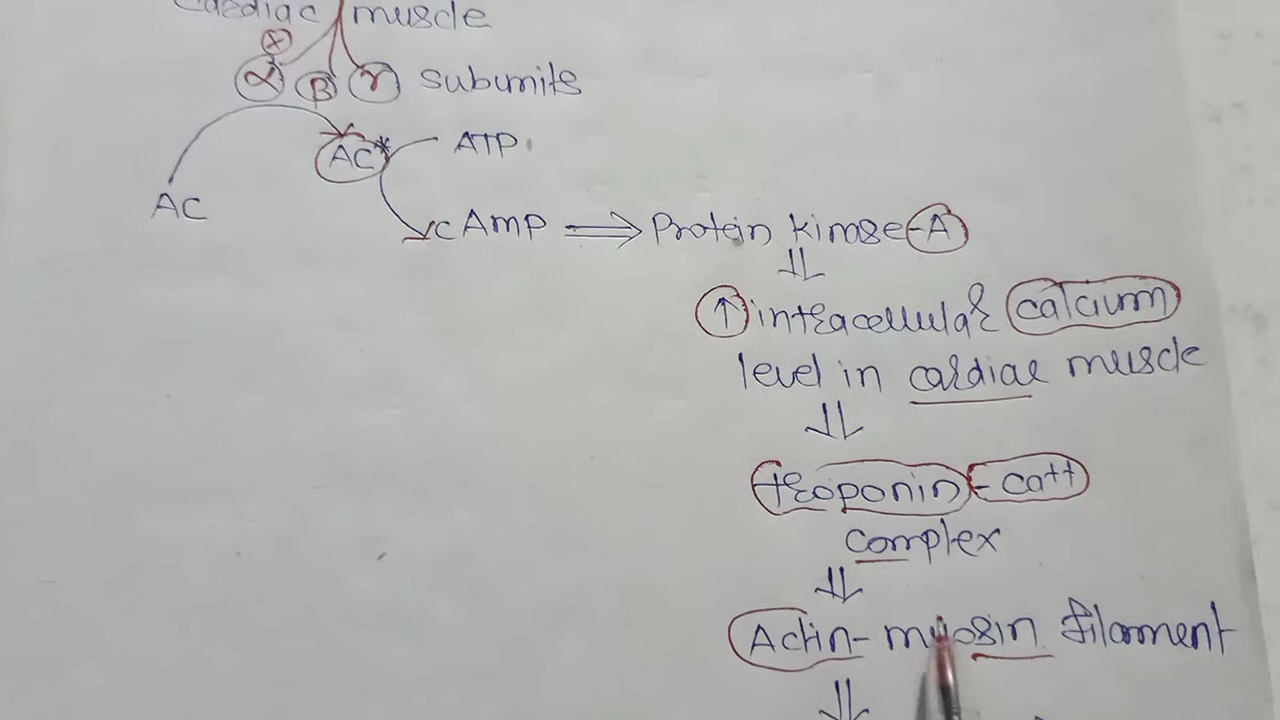 Cardiac muscle
+
α β γ subunits
AC* ATP
AC
cAMP ⇒ Protein kinase-A
⇓
↑ intracellular calcium
level in cardiac muscle
⇓
troponin - ca++
complex
⇓
Actin- myosin filament
⇓